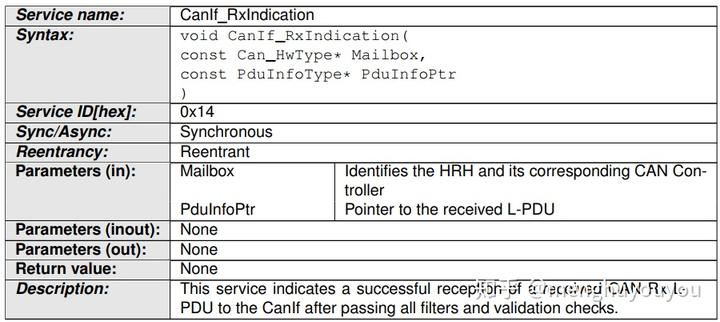 Service name: CanIf_RxIndication
Syntax: void CanIf_RxIndication(
const Can_HwType* Mailbox,
const PduInfoType* PduInfoPtr
)
Service ID[hex]: 0x14
Sync/Async: Synchronous
Reentrancy: Reentrant
Parameters (in): Mailbox Identifies the HRH and its corresponding CAN Con-
troller
PduInfoPtr Pointer to the received L-PDU
Parameters (inout): None
Parameters (out): None
Return value: None
Description: This service indicates a successful reception of a received CAN Rx L-
PDU to the CanIf after passing all filters and validation checks.
知乎